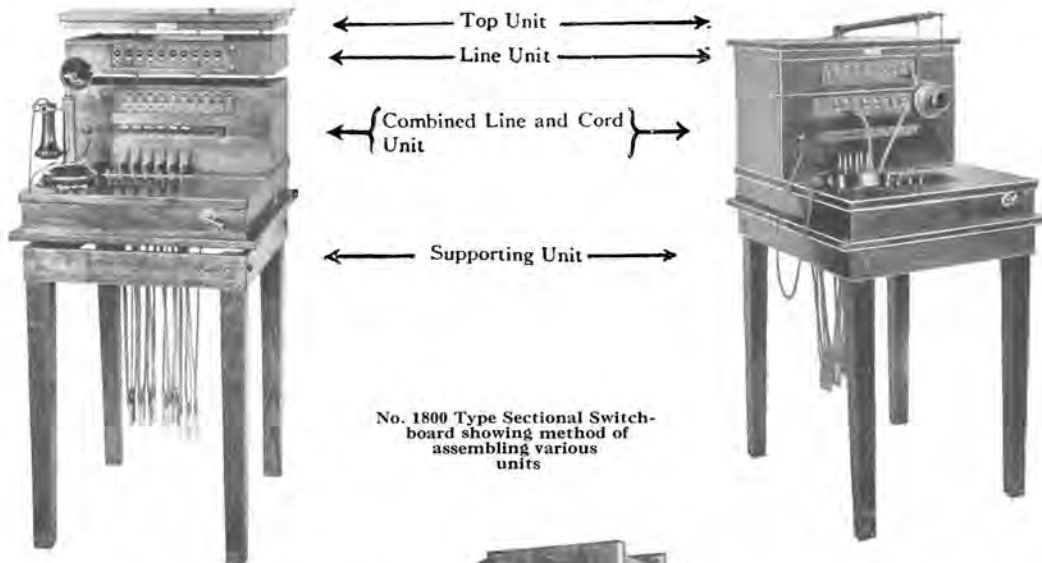 Top Unit
Line Unit
Combined Line and Cord
Unit
Supporting Unit
No. 1800 Type Sectional Switch-
board showing method of
assembling various
units